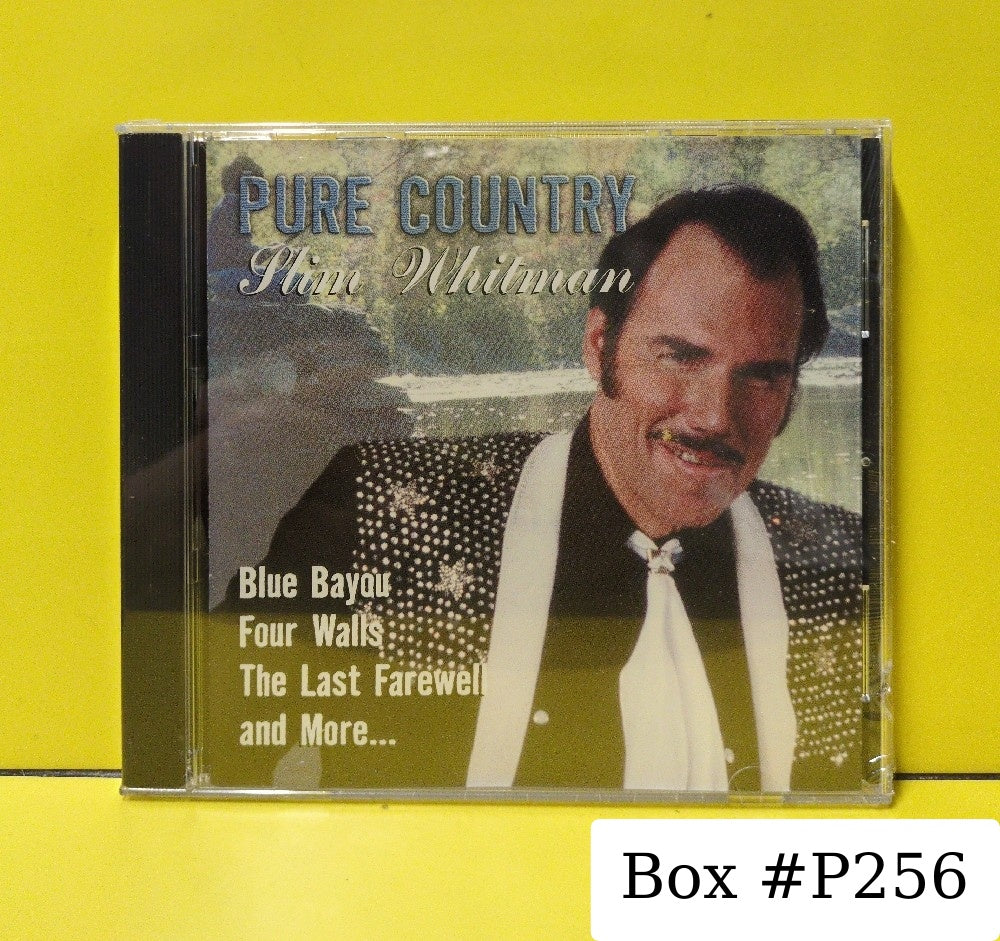 PURE COUNTRY
Slim Whitman
Blue Bayou
Four Walls
The Last Farewell
and More...
Box #P256